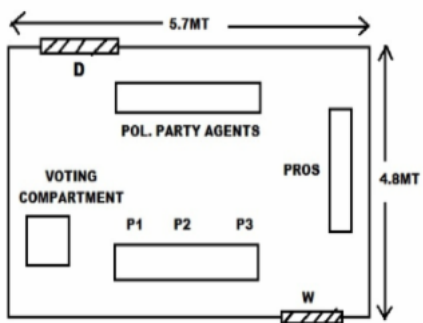 5.7MT
D
POL. PARTY AGENTS
PROS
4.8MT
VOTING
COMPARTMENT
P1 P2 P3
W